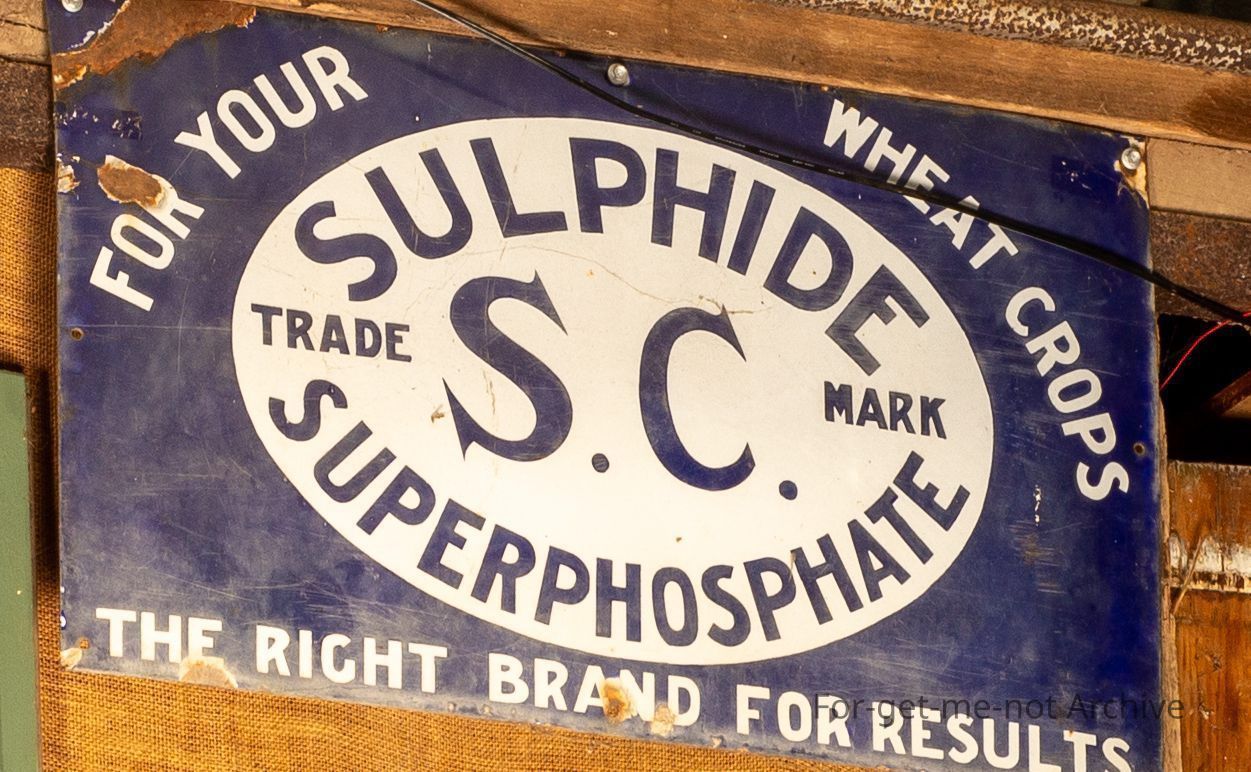 FOR YOUR
WHEAT CROPS
SULPHIDE
TRADE
S.C.
MARK
SUPERPHOSPHATE
THE RIGHT BRAND FOR RESULTS
For-get-me-not Archive